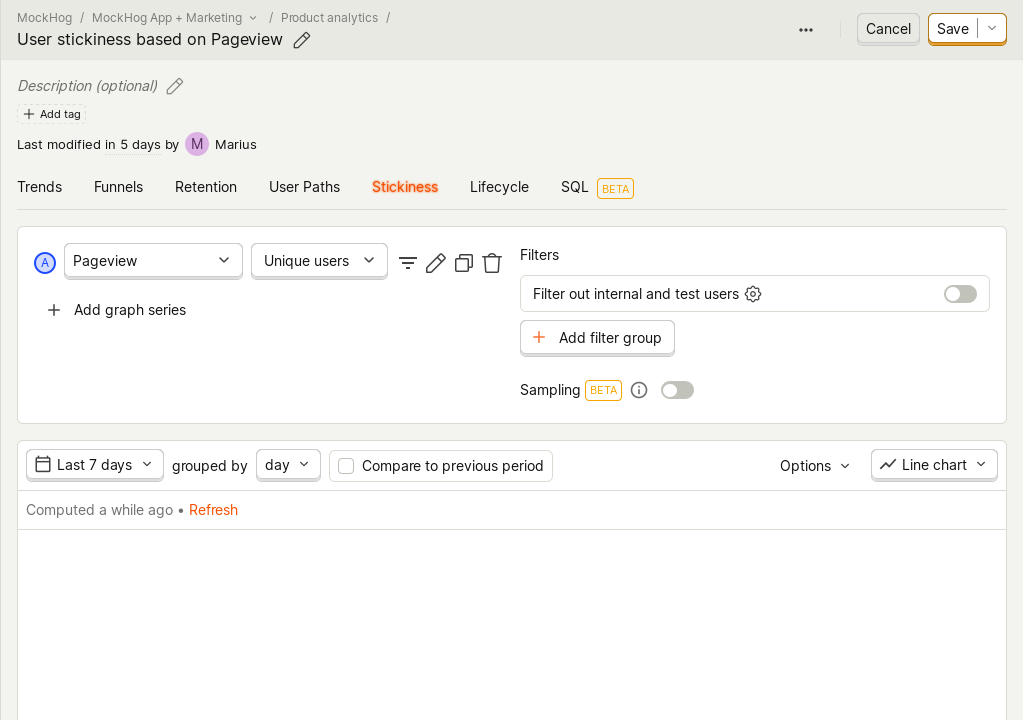 MockHog / MockHog App + Marketing / Product analytics /
User stickiness based on Pageview
Cancel
Save
Description (optional)
Add tag
Last modified in 5 days by M Marius
Trends Funnels Retention User Paths Stickiness Lifecycle SQL BETA
A Pageview Unique users
Add graph series
Filters
Filter out internal and test users
Add filter group
Sampling BETA
Last 7 days grouped by day Compare to previous period Options Line chart
Computed a while ago • Refresh